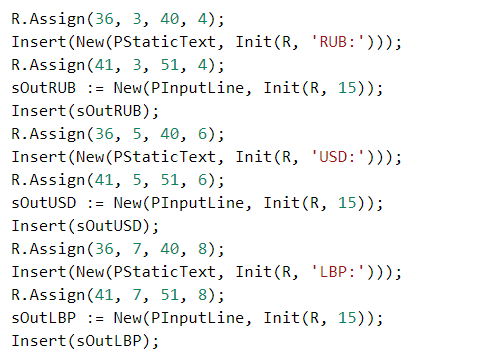 R.Assign(36, 3, 40, 4);
Insert(New(PStaticText, Init(R, 'RUB:')));
R.Assign(41, 3, 51, 4);
sOutRUB := New(PInputLine, Init(R, 15));
Insert(sOutRUB);
R.Assign(36, 5, 40, 6);
Insert(New(PStaticText, Init(R, 'USD:')));
R.Assign(41, 5, 51, 6);
sOutUSD := New(PInputLine, Init(R, 15));
Insert(sOutUSD);
R.Assign(36, 7, 40, 8);
Insert(New(PStaticText, Init(R, 'LBP:')));
R.Assign(41, 7, 51, 8);
sOutLBP := New(PInputLine, Init(R, 15));
Insert(sOutLBP);